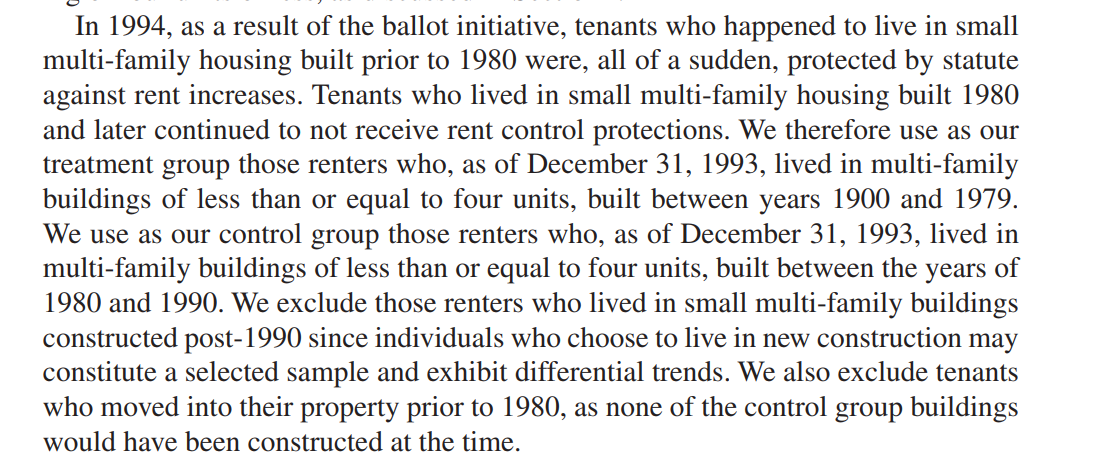 In 1994, as a result of the ballot initiative, tenants who happened to live in small
multi-family housing built prior to 1980 were, all of a sudden, protected by statute
against rent increases. Tenants who lived in small multi-family housing built 1980
and later continued to not receive rent control protections. We therefore use as our
treatment group those renters who, as of December 31, 1993, lived in multi-family
buildings of less than or equal to four units, built between years 1900 and 1979.
We use as our control group those renters who, as of December 31, 1993, lived in
multi-family buildings of less than or equal to four units, built between the years of
1980 and 1990. We exclude those renters who lived in small multi-family buildings
constructed post-1990 since individuals who choose to live in new construction may
constitute a selected sample and exhibit differential trends. We also exclude tenants
who moved into their property prior to 1980, as none of the control group buildings
would have been constructed at the time.